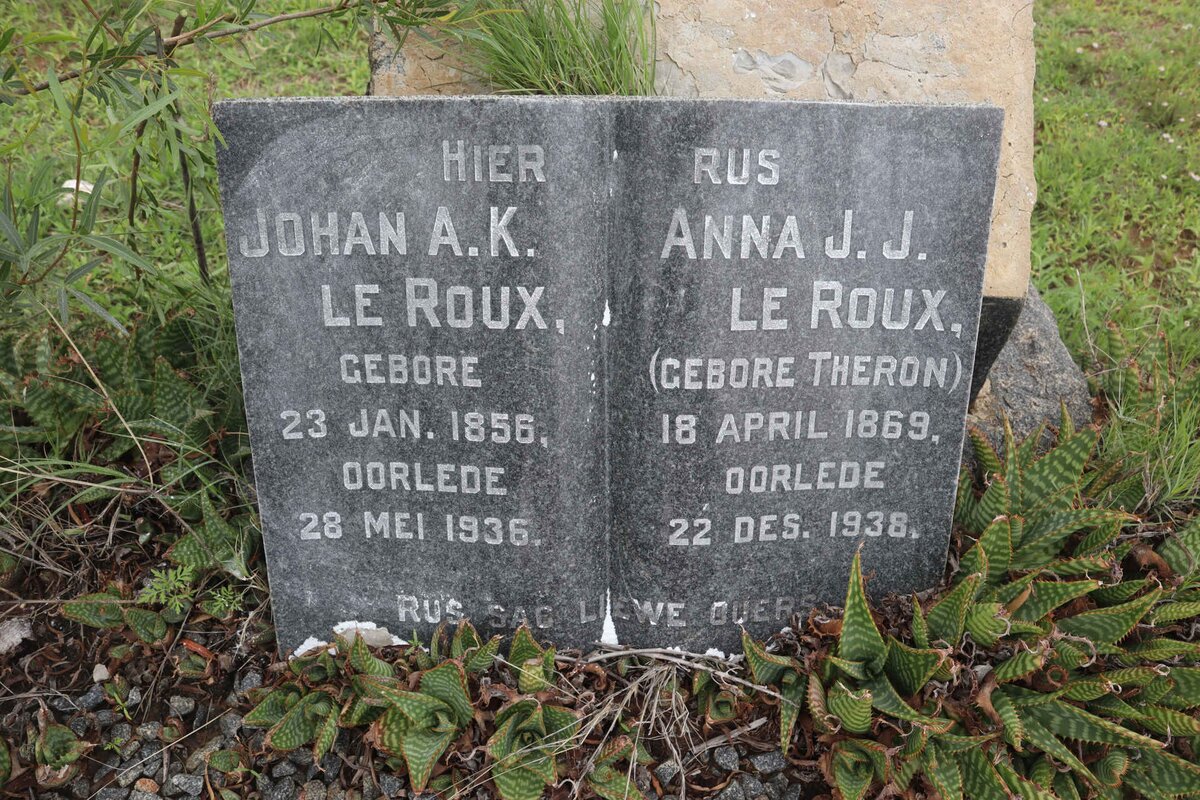 HIER RUS
JOHAN A.K.
LE ROUX,
GEBORE
23 JAN. 1856,
OORLEDE
28 MEI 1936.
ANNA J. J.
LE ROUX,
(GEBORE THERON)
18 APRIL 1869,
OORLEDE
22 DES. 1938.
RUS SAG LIEWE OUERS